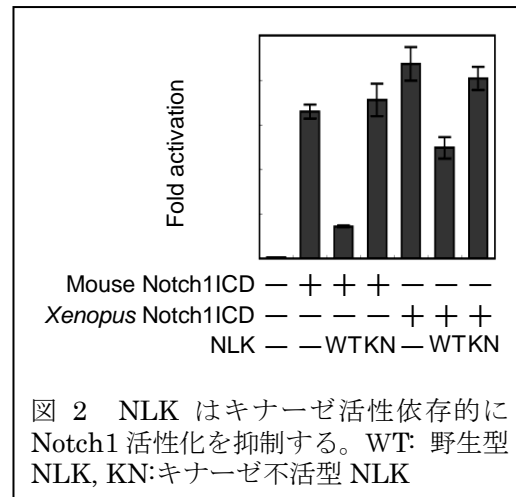 Fold activation
Mouse Notch1ICD — + + + — — —
Xenopus Notch1ICD — — — — + + +
NLK — — WT KN — WT KN
図 2 NLK はキナーゼ活性依存的に
Notch1 活性化を抑制する。WT: 野生型
NLK, KN:キナーゼ不活型 NLK